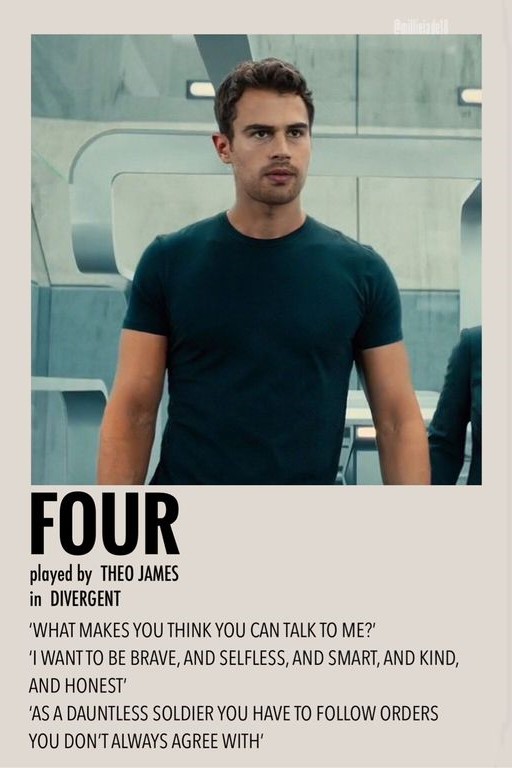 FOUR
played by THEO JAMES
in DIVERGENT
‘WHAT MAKES YOU THINK YOU CAN TALK TO ME?’
‘I WANT TO BE BRAVE, AND SELFLESS, AND SMART, AND KIND,
AND HONEST’
‘AS A DAUNTLESS SOLDIER YOU HAVE TO FOLLOW ORDERS
YOU DON’T ALWAYS AGREE WITH’